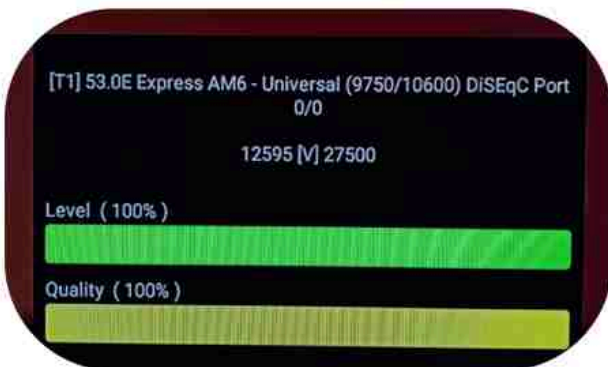 [T1] 53.0E Express AM6 - Universal (9750/10600) DiSEqC Port
0/0
12595 [V] 27500
Level ( 100% )
Quality ( 100% )